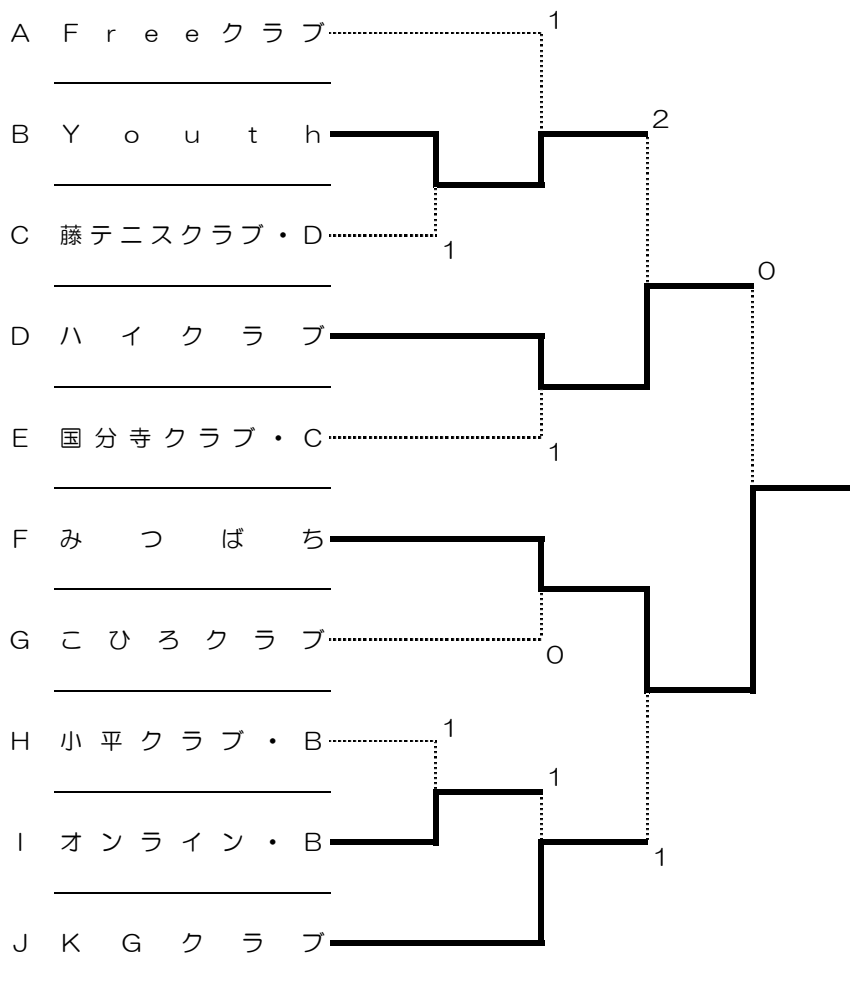 A Freeクラブ 1
B Youth 2
C 藤テニスクラブ・D 1
0
D ハイクラブ
E 国分寺クラブ・C 1
F みつばち
G こひろクラブ 0
H 小平クラブ・B 1
1
I オンライン・B 1
J KGクラブ